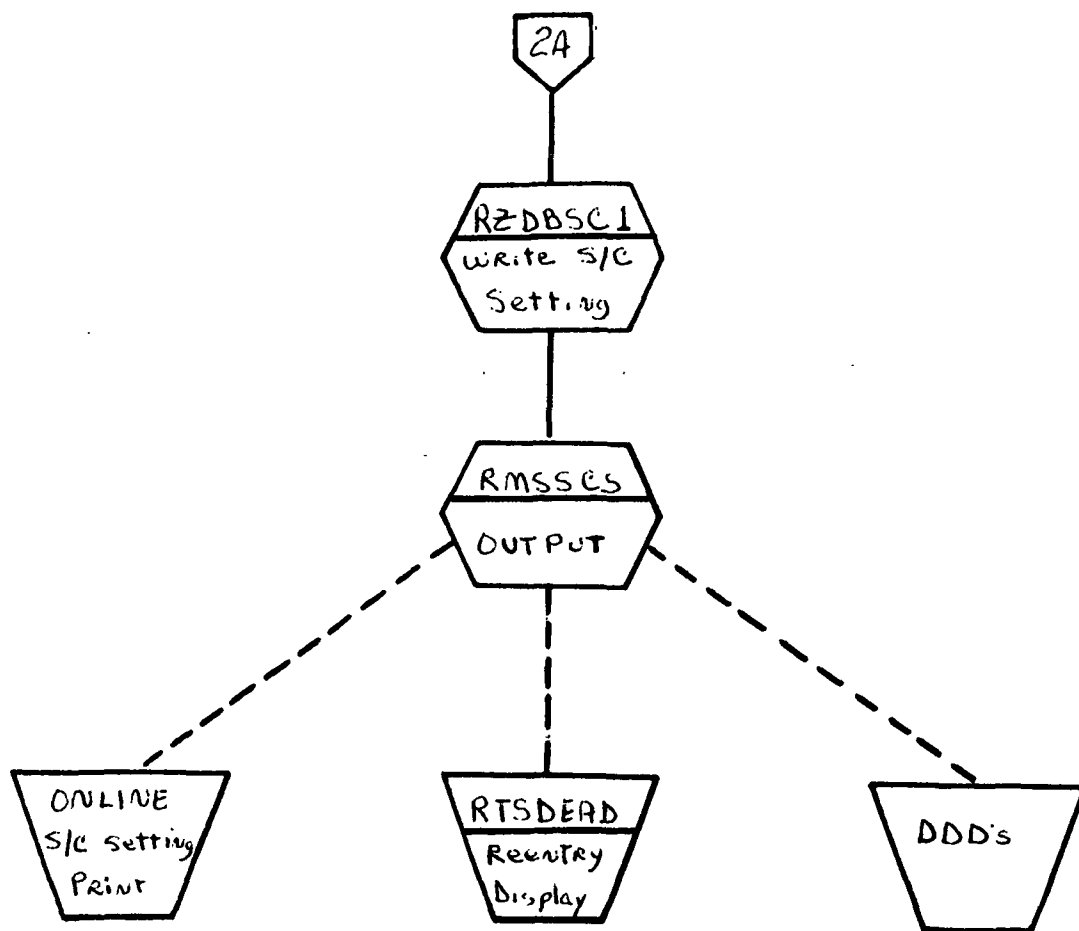 2A
RZDBSC1
Write S/C
Setting
RMSSCS
OUTPUT
ONLINE
S/C Setting
Print
RTSDEAD
Reentry
Display
DDD's